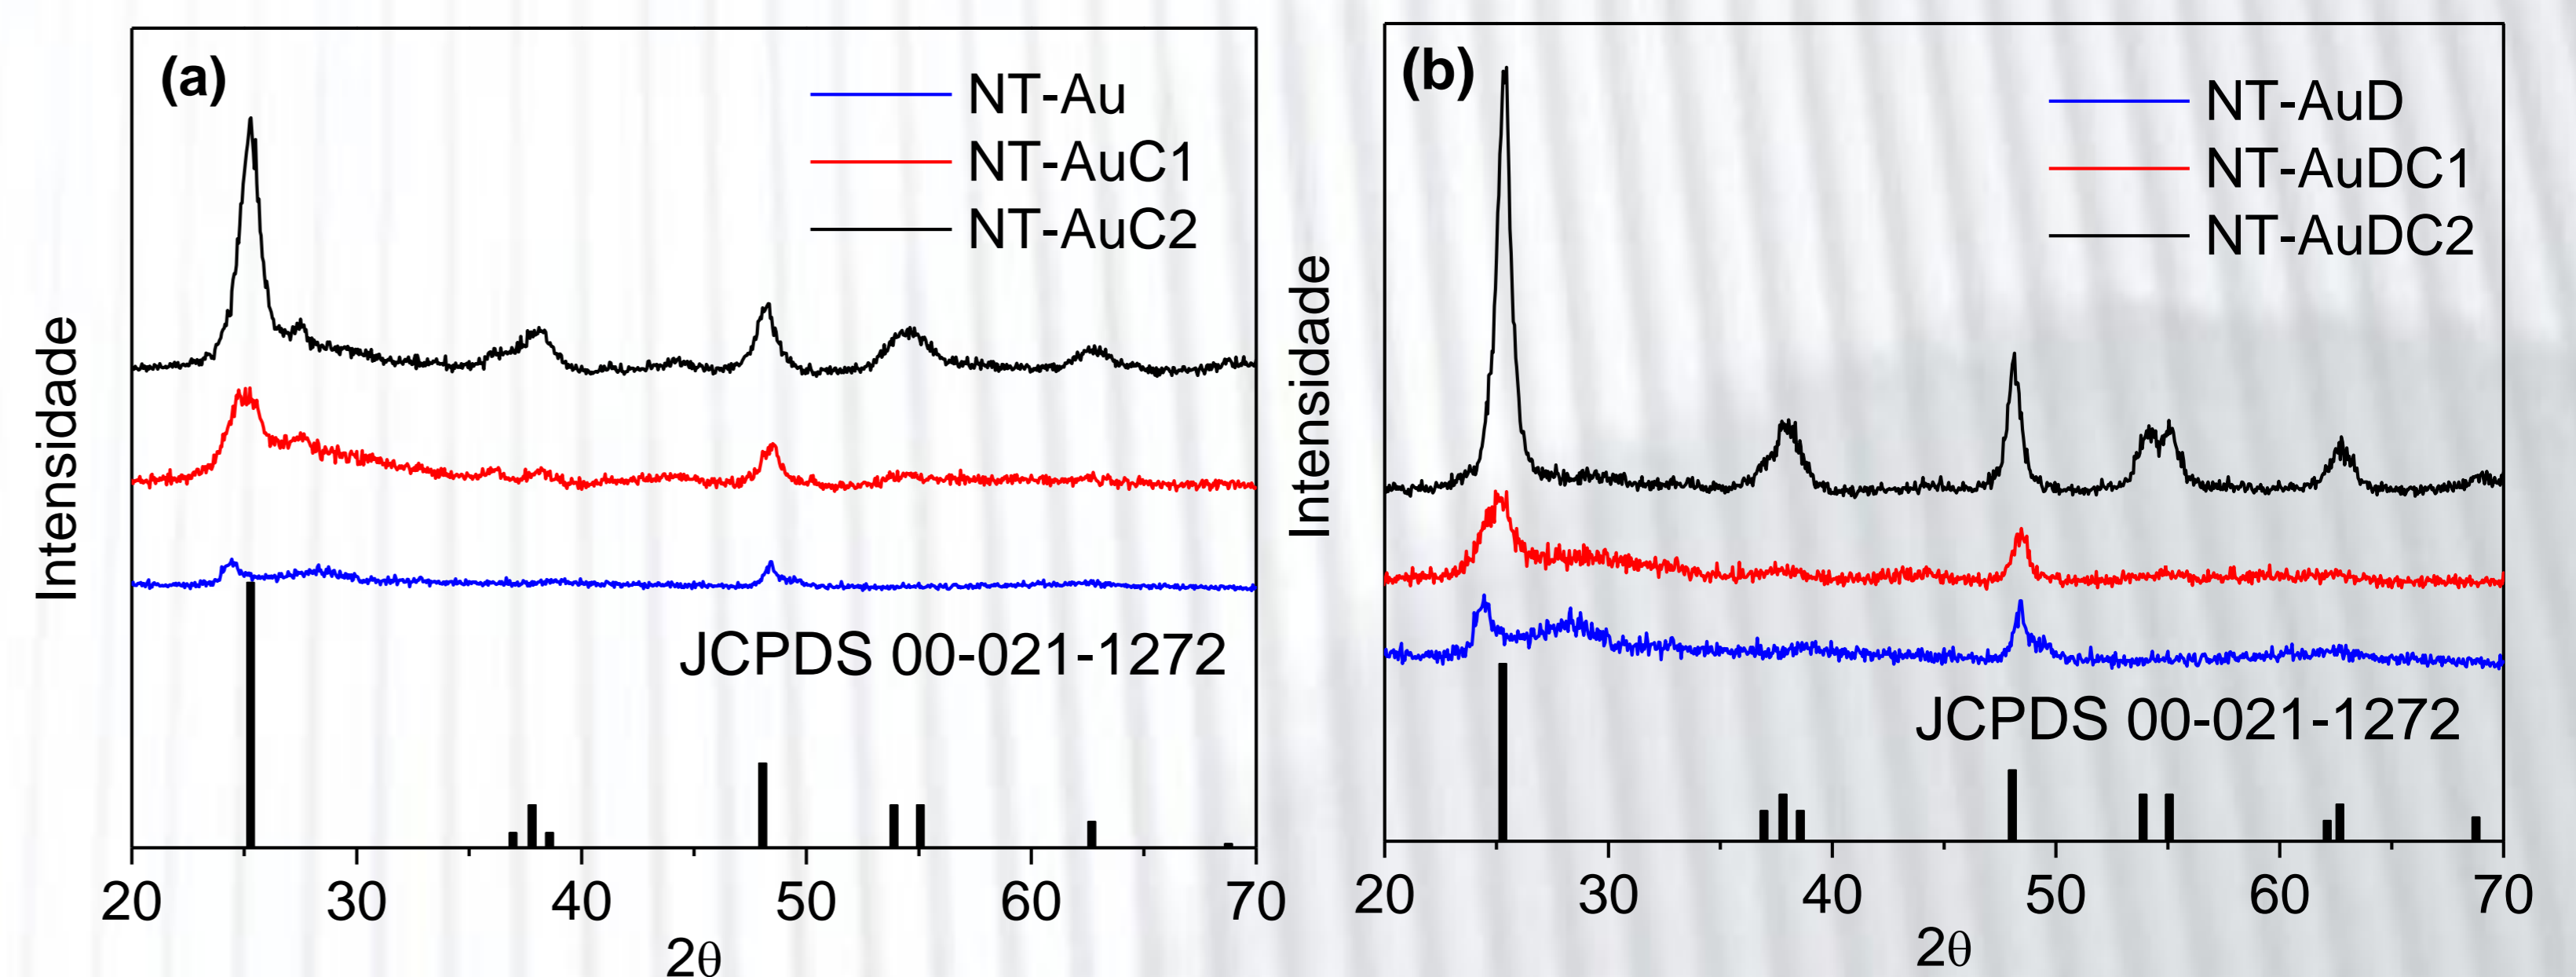 (a)
NT-Au
NT-AuC1
NT-AuC2
Intensidade
JCPDS 00-021-1272
20 30 40 50 60 70
2θ
(b)
NT-AuD
NT-AuDC1
NT-AuDC2
Intensidade
JCPDS 00-021-1272
20 30 40 50 60 70
2θ